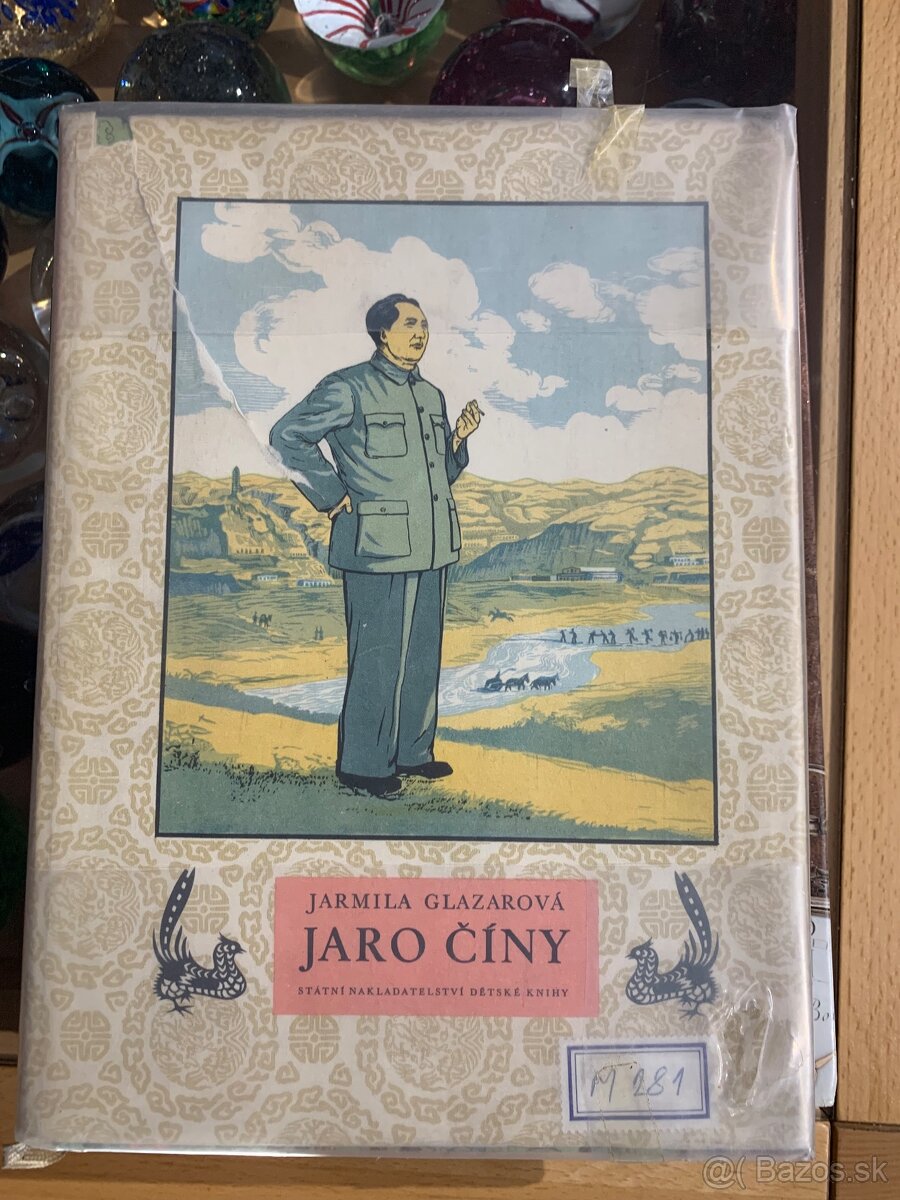 JARMILA GLAZAROVÁ
JARO ČÍNY
STÁTNÍ NAKLADATELSTVÍ DĚTSKÉ KNIHY
M 281
@( Bazos.sk